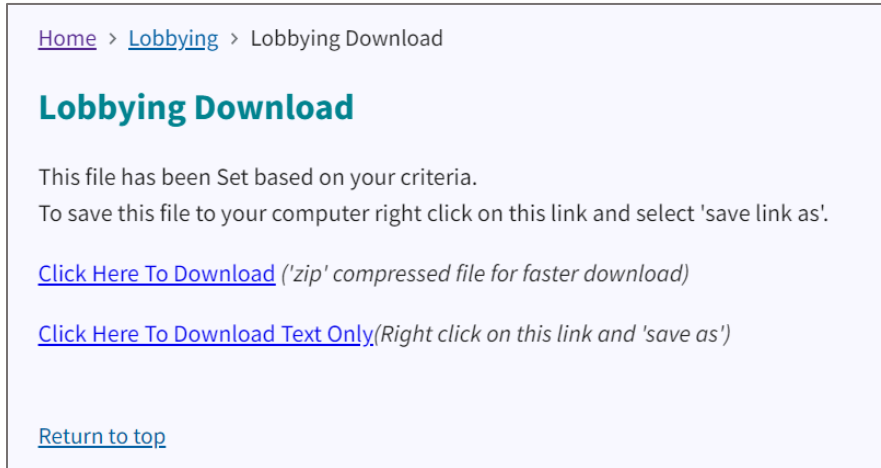 Home > Lobbying > Lobbying Download
Lobbying Download
This file has been Set based on your criteria.
To save this file to your computer right click on this link and select 'save link as'.
Click Here To Download ('zip' compressed file for faster download)
Click Here To Download Text Only(Right click on this link and 'save as')
Return to top